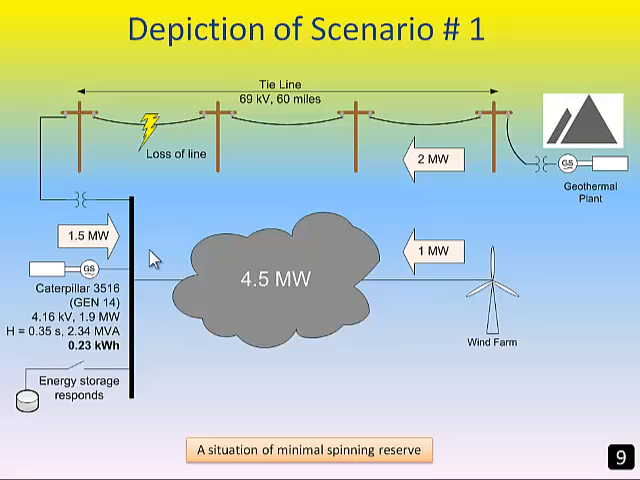 Depiction of Scenario # 1
Tie Line
69 kV, 60 miles
Loss of line
2 MW
GS
Geothermal
Plant
1.5 MW
1 MW
GS
4.5 MW
Caterpillar 3516
(GEN 14)
4.16 kV, 1.9 MW
H = 0.35 s, 2.34 MVA
0.23 kWh
Wind Farm
Energy storage
responds
A situation of minimal spinning reserve
9